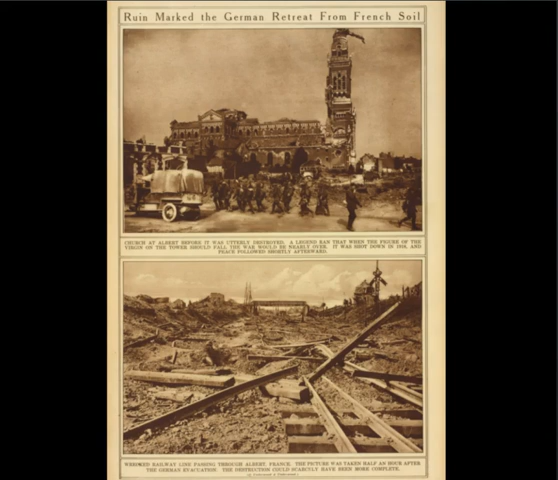 Ruin Marked the German Retreat From French Soil
CHURCH AT ALBERT BEFORE IT WAS UTTERLY DESTROYED. A LEGEND RAN THAT WHEN THE FIGURE OF THE
VIRGIN ON THE TOWER SHOULD FALL THE WAR WOULD BE NEARLY OVER. IT WAS SHOT DOWN IN 1918, AND
PEACE FOLLOWED SHORTLY AFTERWARD.
WRECKED RAILWAY LINE PASSING THROUGH ALBERT, FRANCE. THE PICTURE WAS TAKEN HALF AN HOUR AFTER
THE GERMAN EVACUATION. THE DESTRUCTION COULD SCARCELY HAVE BEEN MORE COMPLETE.